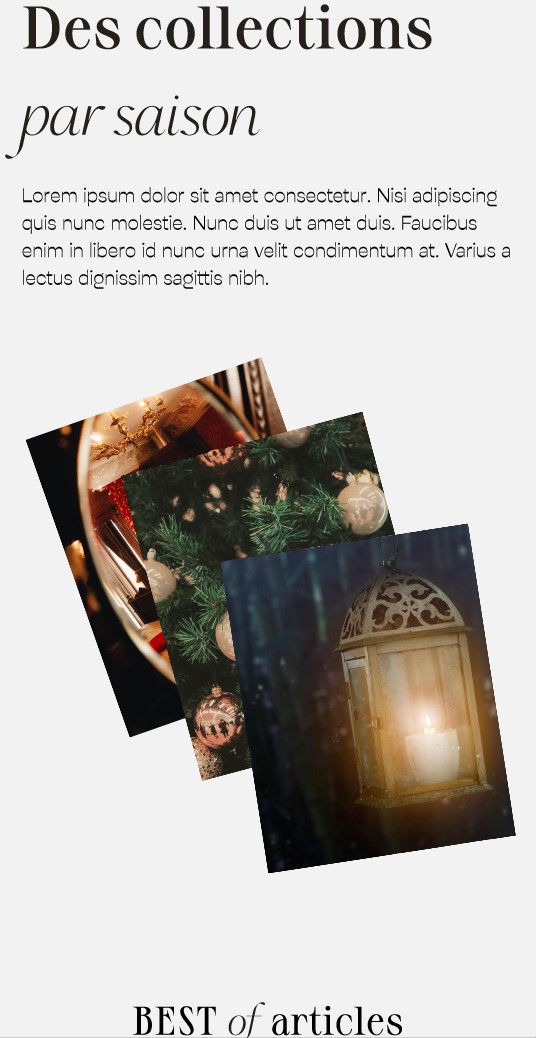 Des collections
par saison
Lorem ipsum dolor sit amet consectetur. Nisi adipiscing
quis nunc molestie. Nunc duis ut amet duis. Faucibus
enim in libero id nunc urna velit condimentum at. Varius a
lectus dignissim sagittis nibh.
BEST of articles